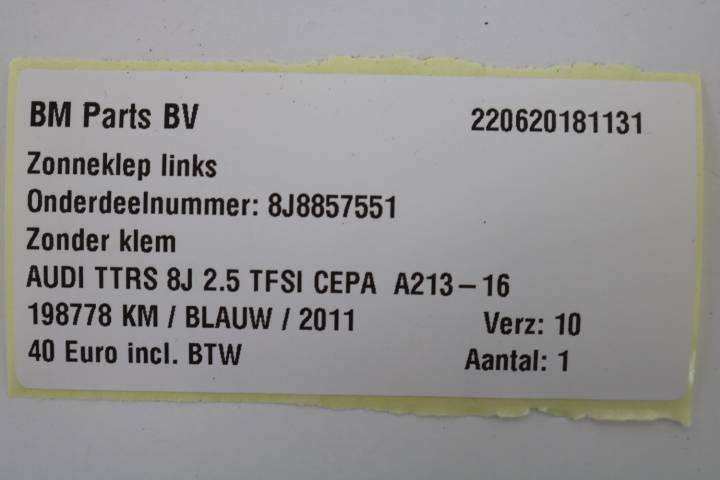 BM Parts BV 220620181131
Zonneklep links
Onderdeelnummer: 8J8857551
Zonder klem
AUDI TTRS 8J 2.5 TFSI CEPA A213-16
198778 KM / BLAUW / 2011 Verz: 10
40 Euro incl. BTW Aantal: 1